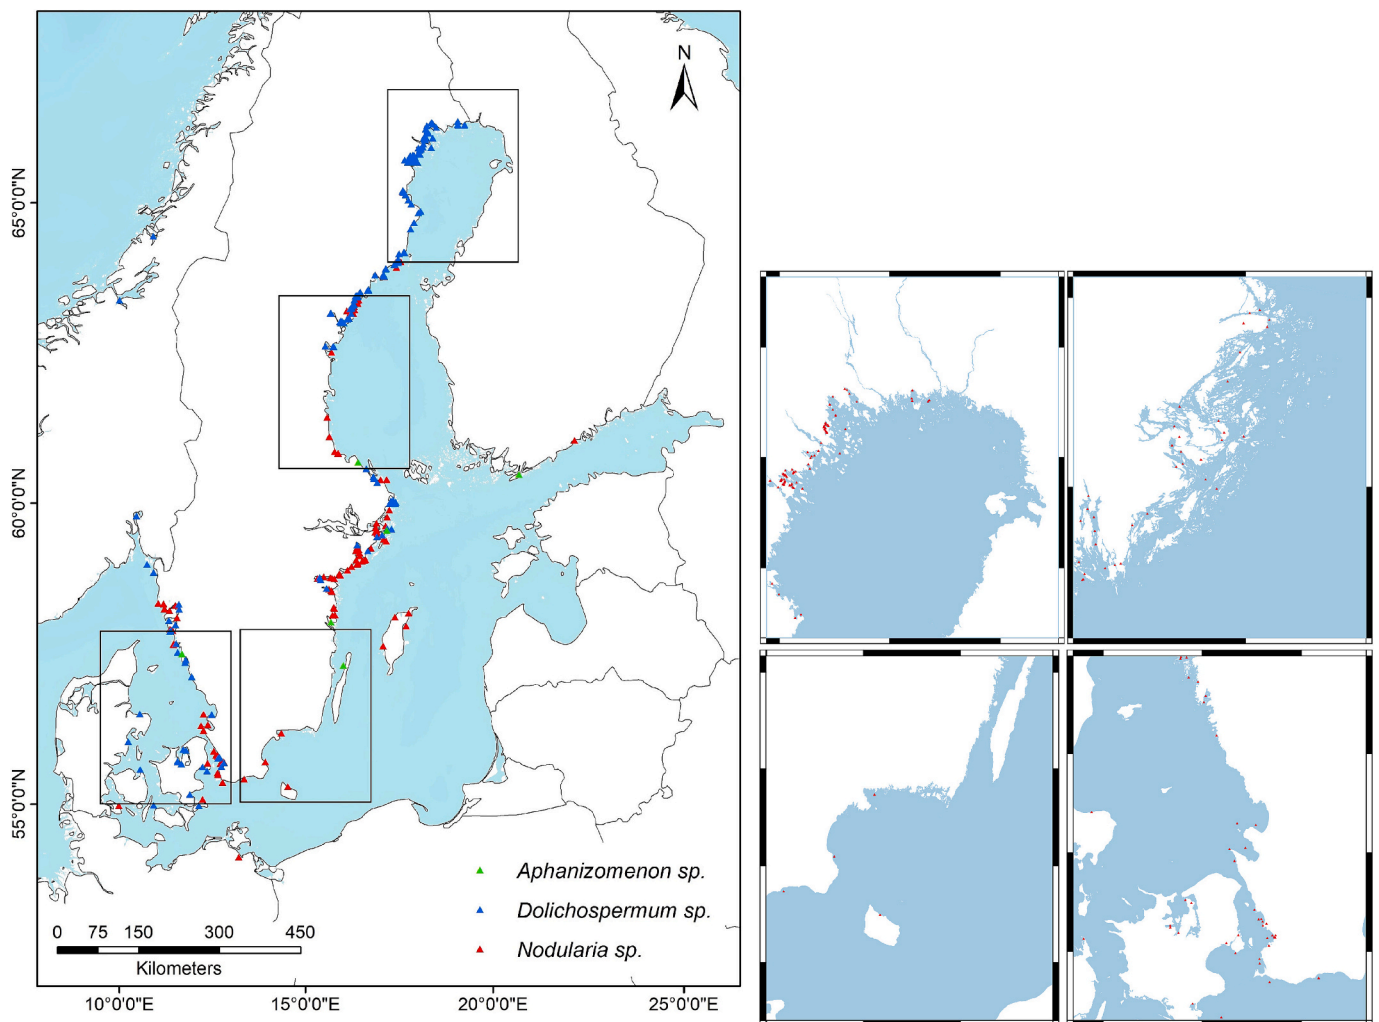 N
65°0'0"N
60°0'0"N
55°0'0"N
Aphanizomenon sp.
Dolichospermum sp.
Nodularia sp.
0 75 150 300 450
Kilometers
10°0'0"E 15°0'0"E 20°0'0"E 25°0'0"E